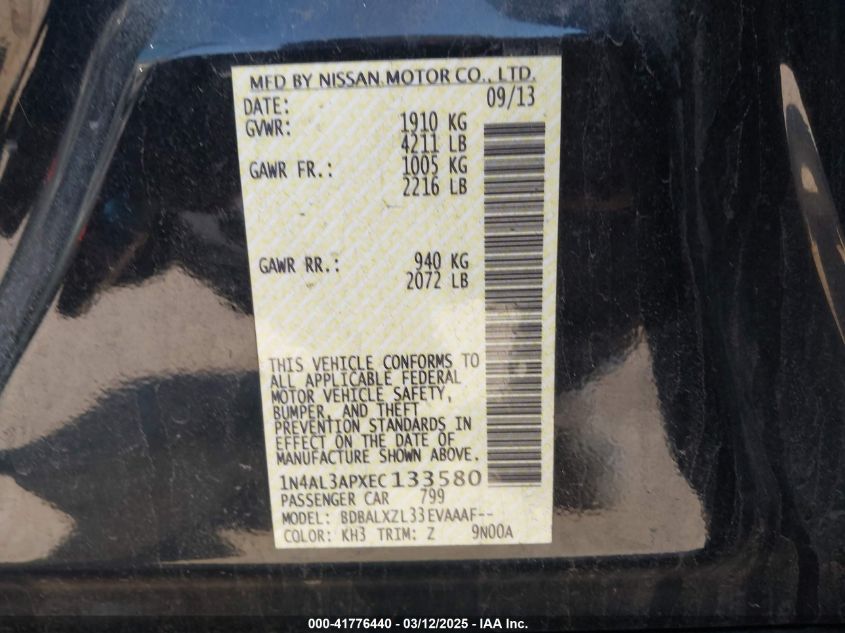 MFD BY NISSAN MOTOR CO., LTD.
DATE: 09/13
GVWR: 1910 KG
4211 LB
GAWR FR.: 1005 KG
2216 LB
GAWR RR.: 940 KG
2072 LB
THIS VEHICLE CONFORMS TO
ALL APPLICABLE FEDERAL
MOTOR VEHICLE SAFETY,
BUMPER, AND THEFT
PREVENTION STANDARDS IN
EFFECT ON THE DATE OF
MANUFACTURE SHOWN ABOVE.
1N4AL3APXEC133580
PASSENGER CAR 799
MODEL: BDBALXZL33EVAAAF--
COLOR: KH3 TRIM: Z 9N00A
000-41776440 - 03/12/2025 - IAA Inc.